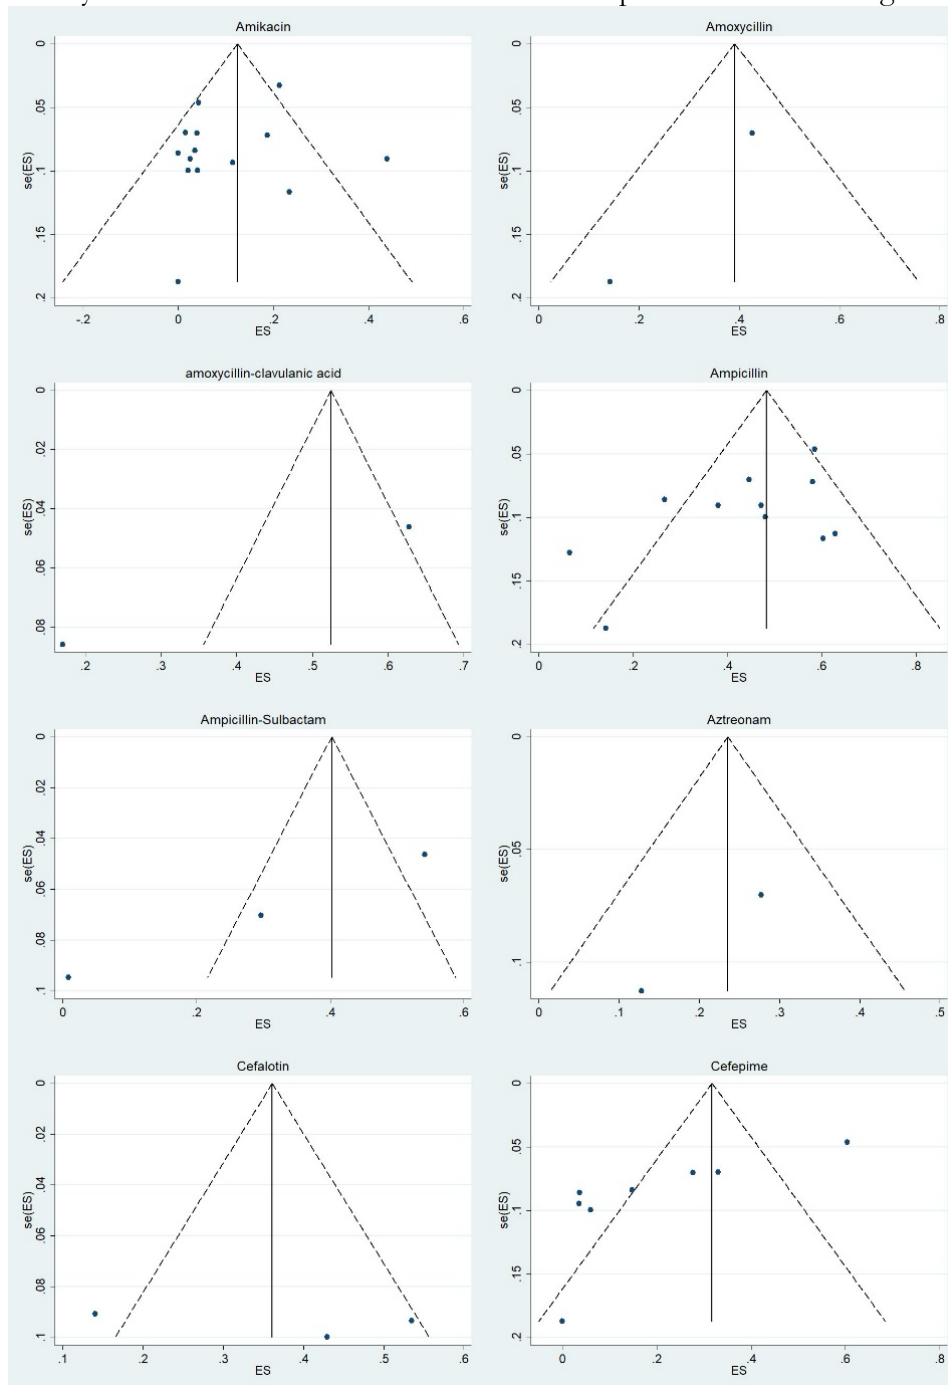 Amikacin
0
.05
.1
.15
.2
se(ES)
-.2 0 .2 .4 .6
ES
Amoxycillin
0
.05
.1
.15
.2
se(ES)
0 .2 .4 .6 .8
ES
amoxycillin-clavulanic acid
0
.02
.04
.06
.08
se(ES)
.2 .3 .4 .5 .6 .7
ES
Ampicillin
0
.05
.1
.15
.2
se(ES)
0 .2 .4 .6 .8
ES
Ampicillin-Sulbactam
0
.02
.04
.06
.08
.1
se(ES)
0 .2 .4 .6
ES
Aztreonam
0
.05
.1
se(ES)
0 .1 .2 .3 .4 .5
ES
Cefalotin
0
.02
.04
.06
.08
.1
se(ES)
.1 .2 .3 .4 .5 .6
ES
Cefepime
0
.05
.1
.15
.2
se(ES)
0 .2 .4 .6 .8
ES